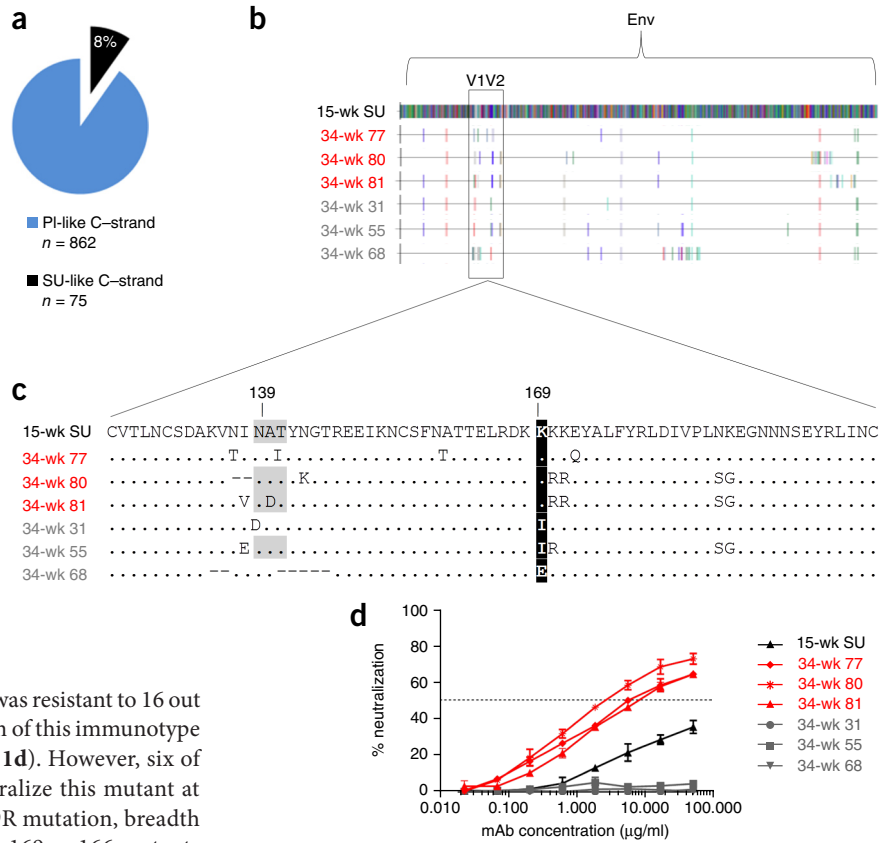 a
8%
PI-like C–strand
n = 862
SU-like C–strand
n = 75
b
Env
V1V2
15-wk SU
34-wk 77
34-wk 80
34-wk 81
34-wk 31
34-wk 55
34-wk 68
c
139
169
15-wk SU CVTLNCSDAKVNINATYNGTREEIKNCSFNATTELRDKKKKEYALFYRLDIVPLNKEGNNNSEYRLINC
34-wk 77 ...........T...I..............T........ .  Q...........................
34-wk 80 ...........--....K.....................RR.............SG.............
34-wk 81 ............V.D........................RR.............SG.............
34-wk 31 .............D........................I..............................
34-wk 55 ............E.........................IR..............SG.............
34-wk 68 .........--....-----..................E..............................
d
% neutralization
100
80
60
40
20
0
0.010 0.100 1.000 10.000 100.000
mAb concentration (µg/ml)
15-wk SU
34-wk 77
34-wk 80
34-wk 81
34-wk 31
34-wk 55
34-wk 68
was resistant to 16 out
n of this immunotype
1d). However, six of
ralize this mutant at
DR mutation, breadth